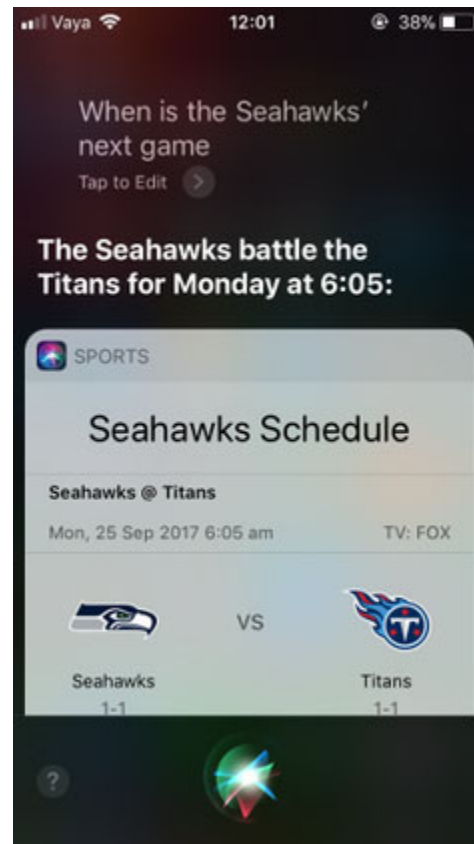 Vaya 12:01 38%
When is the Seahawks'
next game
Tap to Edit
The Seahawks battle the
Titans for Monday at 6:05:
SPORTS
Seahawks Schedule
Seahawks @ Titans
Mon, 25 Sep 2017 6:05 am TV: FOX
VS
T
Seahawks Titans
1-1 1-1
?